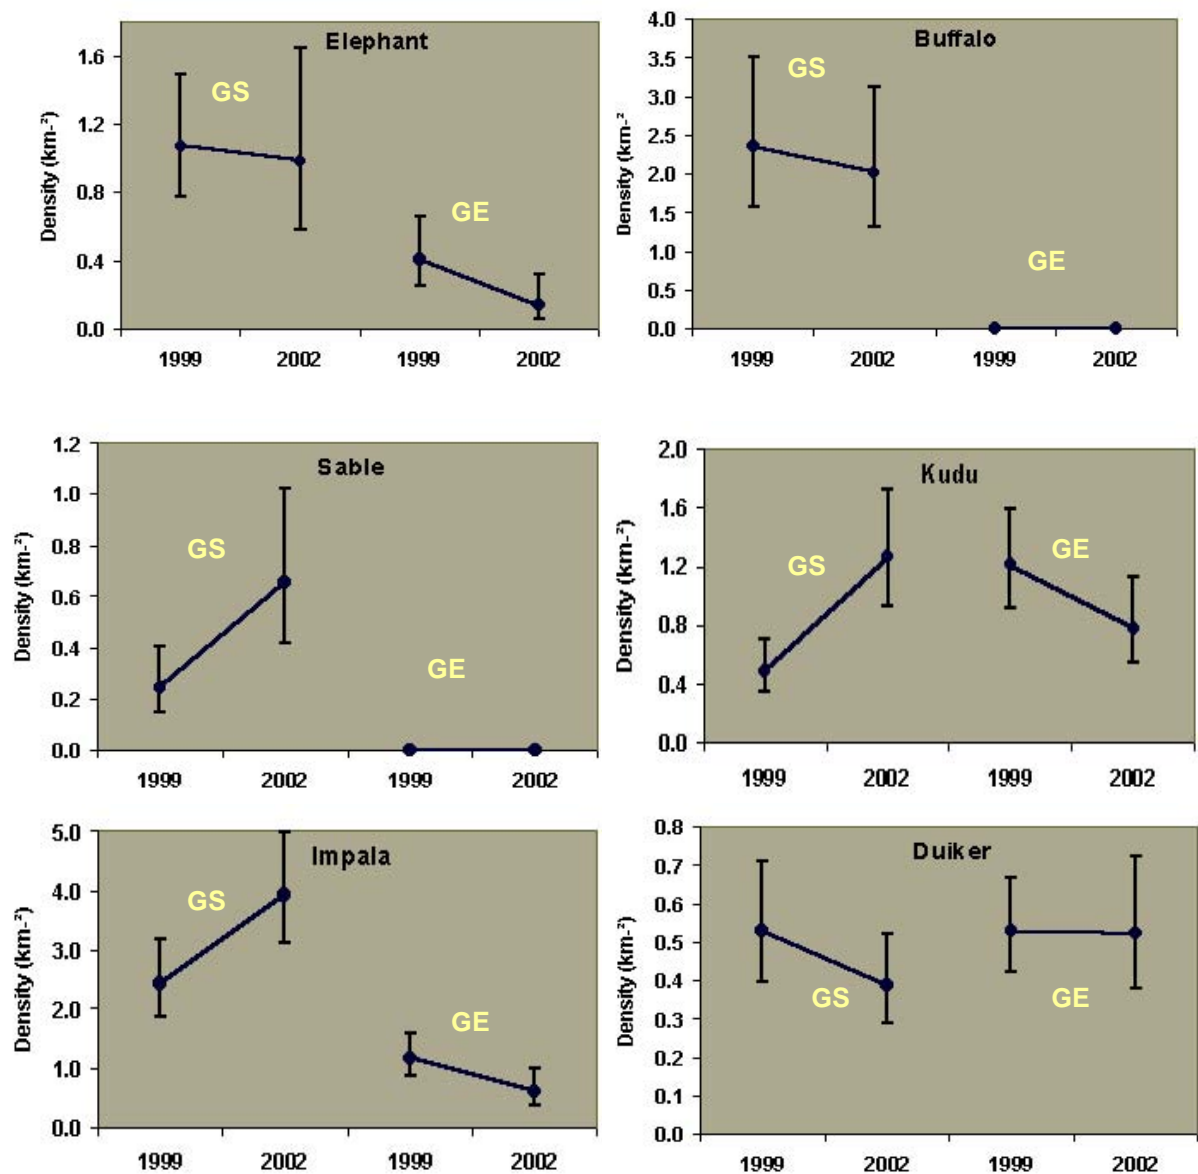 Elephant
GS
GE
Density (km-²)
1.6
1.2
0.8
0.4
0.0
1999 2002 1999 2002
Buffalo
GS
GE
Density (km-²
4.0
3.5
3.0
2.5
2.0
1.5
1.0
0.5
0.0
1999 2002 1999 2002
Sable
GS
GE
Density (km-²)
1.2
1.0
0.8
0.6
0.4
0.2
0.0
1999 2002 1999 2002
Kudu
GS
GE
Density (km-²)
2.0
1.6
1.2
0.8
0.4
0.0
1999 2002 1999 2002
Impala
GS
GE
Density (km-²)
5.0
4.0
3.0
2.0
1.0
0.0
1999 2002 1999 2002
Duiker
GS
GE
Density (km-²)
0.8
0.7
0.6
0.5
0.4
0.3
0.2
0.1
0.0
1999 2002 1999 2002